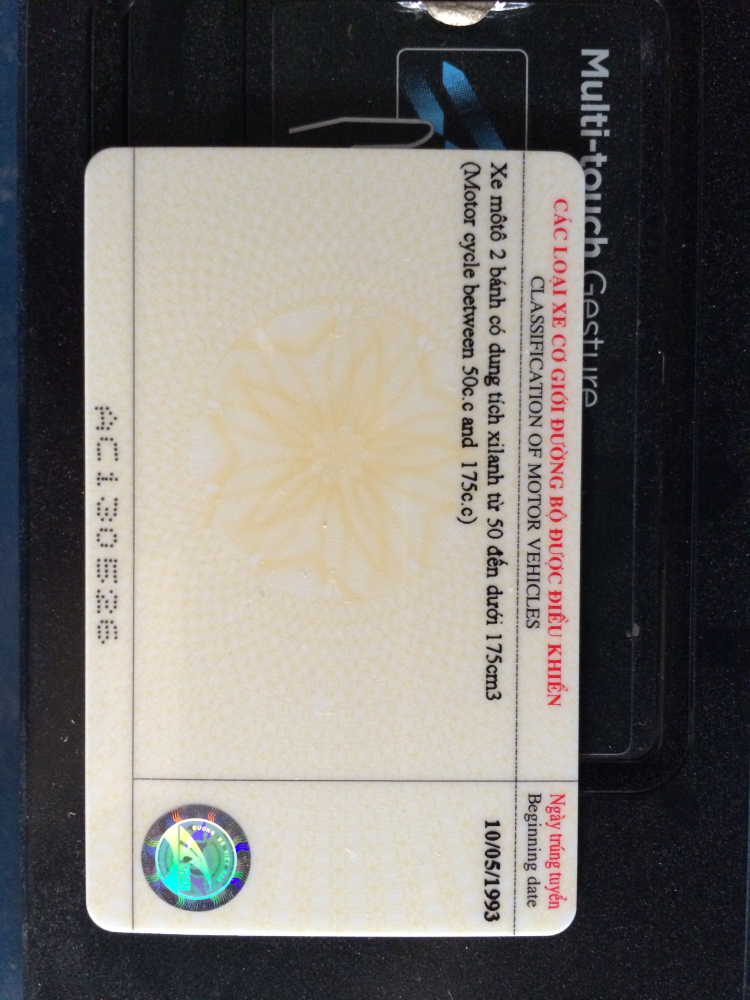 Multi-touch Gesture
CÁC LOẠI XE CƠ GIỚI ĐƯỜNG BỘ ĐƯỢC ĐIỀU KHIỂN
CLASSIFICATION OF MOTOR VEHICLES
Ngày trúng tuyển
Beginning date
Xe môtô 2 bánh có dung tích xilanh từ 50 đến dưới 175cm3
(Motor cycle between 50c.c and 175c.c)
10/05/1993
AC130526